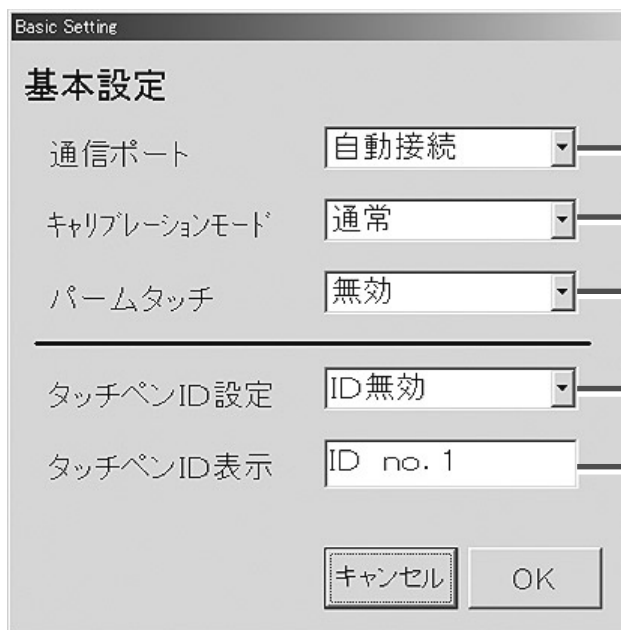 Basic Setting
基本設定
通信ポート 自動接続
ｷｬﾘﾌﾞﾚｰｼｮﾝﾓｰﾄﾞ 通常
パームタッチ 無効
タッチペンID設定 ID無効
タッチペンID表示 ID no.1
キャンセル OK